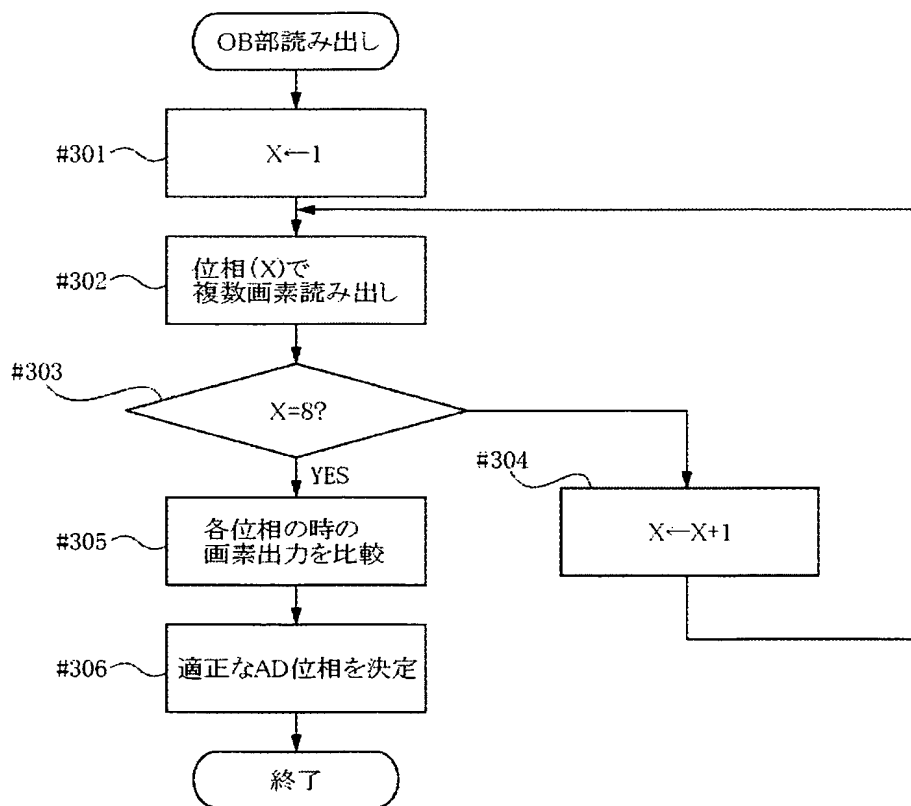 OB部読み出し
#301
X←1
#302
位相(X)で
複数画素読み出し
#303
X=8?
YES
#304
X←X+1
#305
各位相の時の
画素出力を比較
#306
適正なAD位相を決定
終了